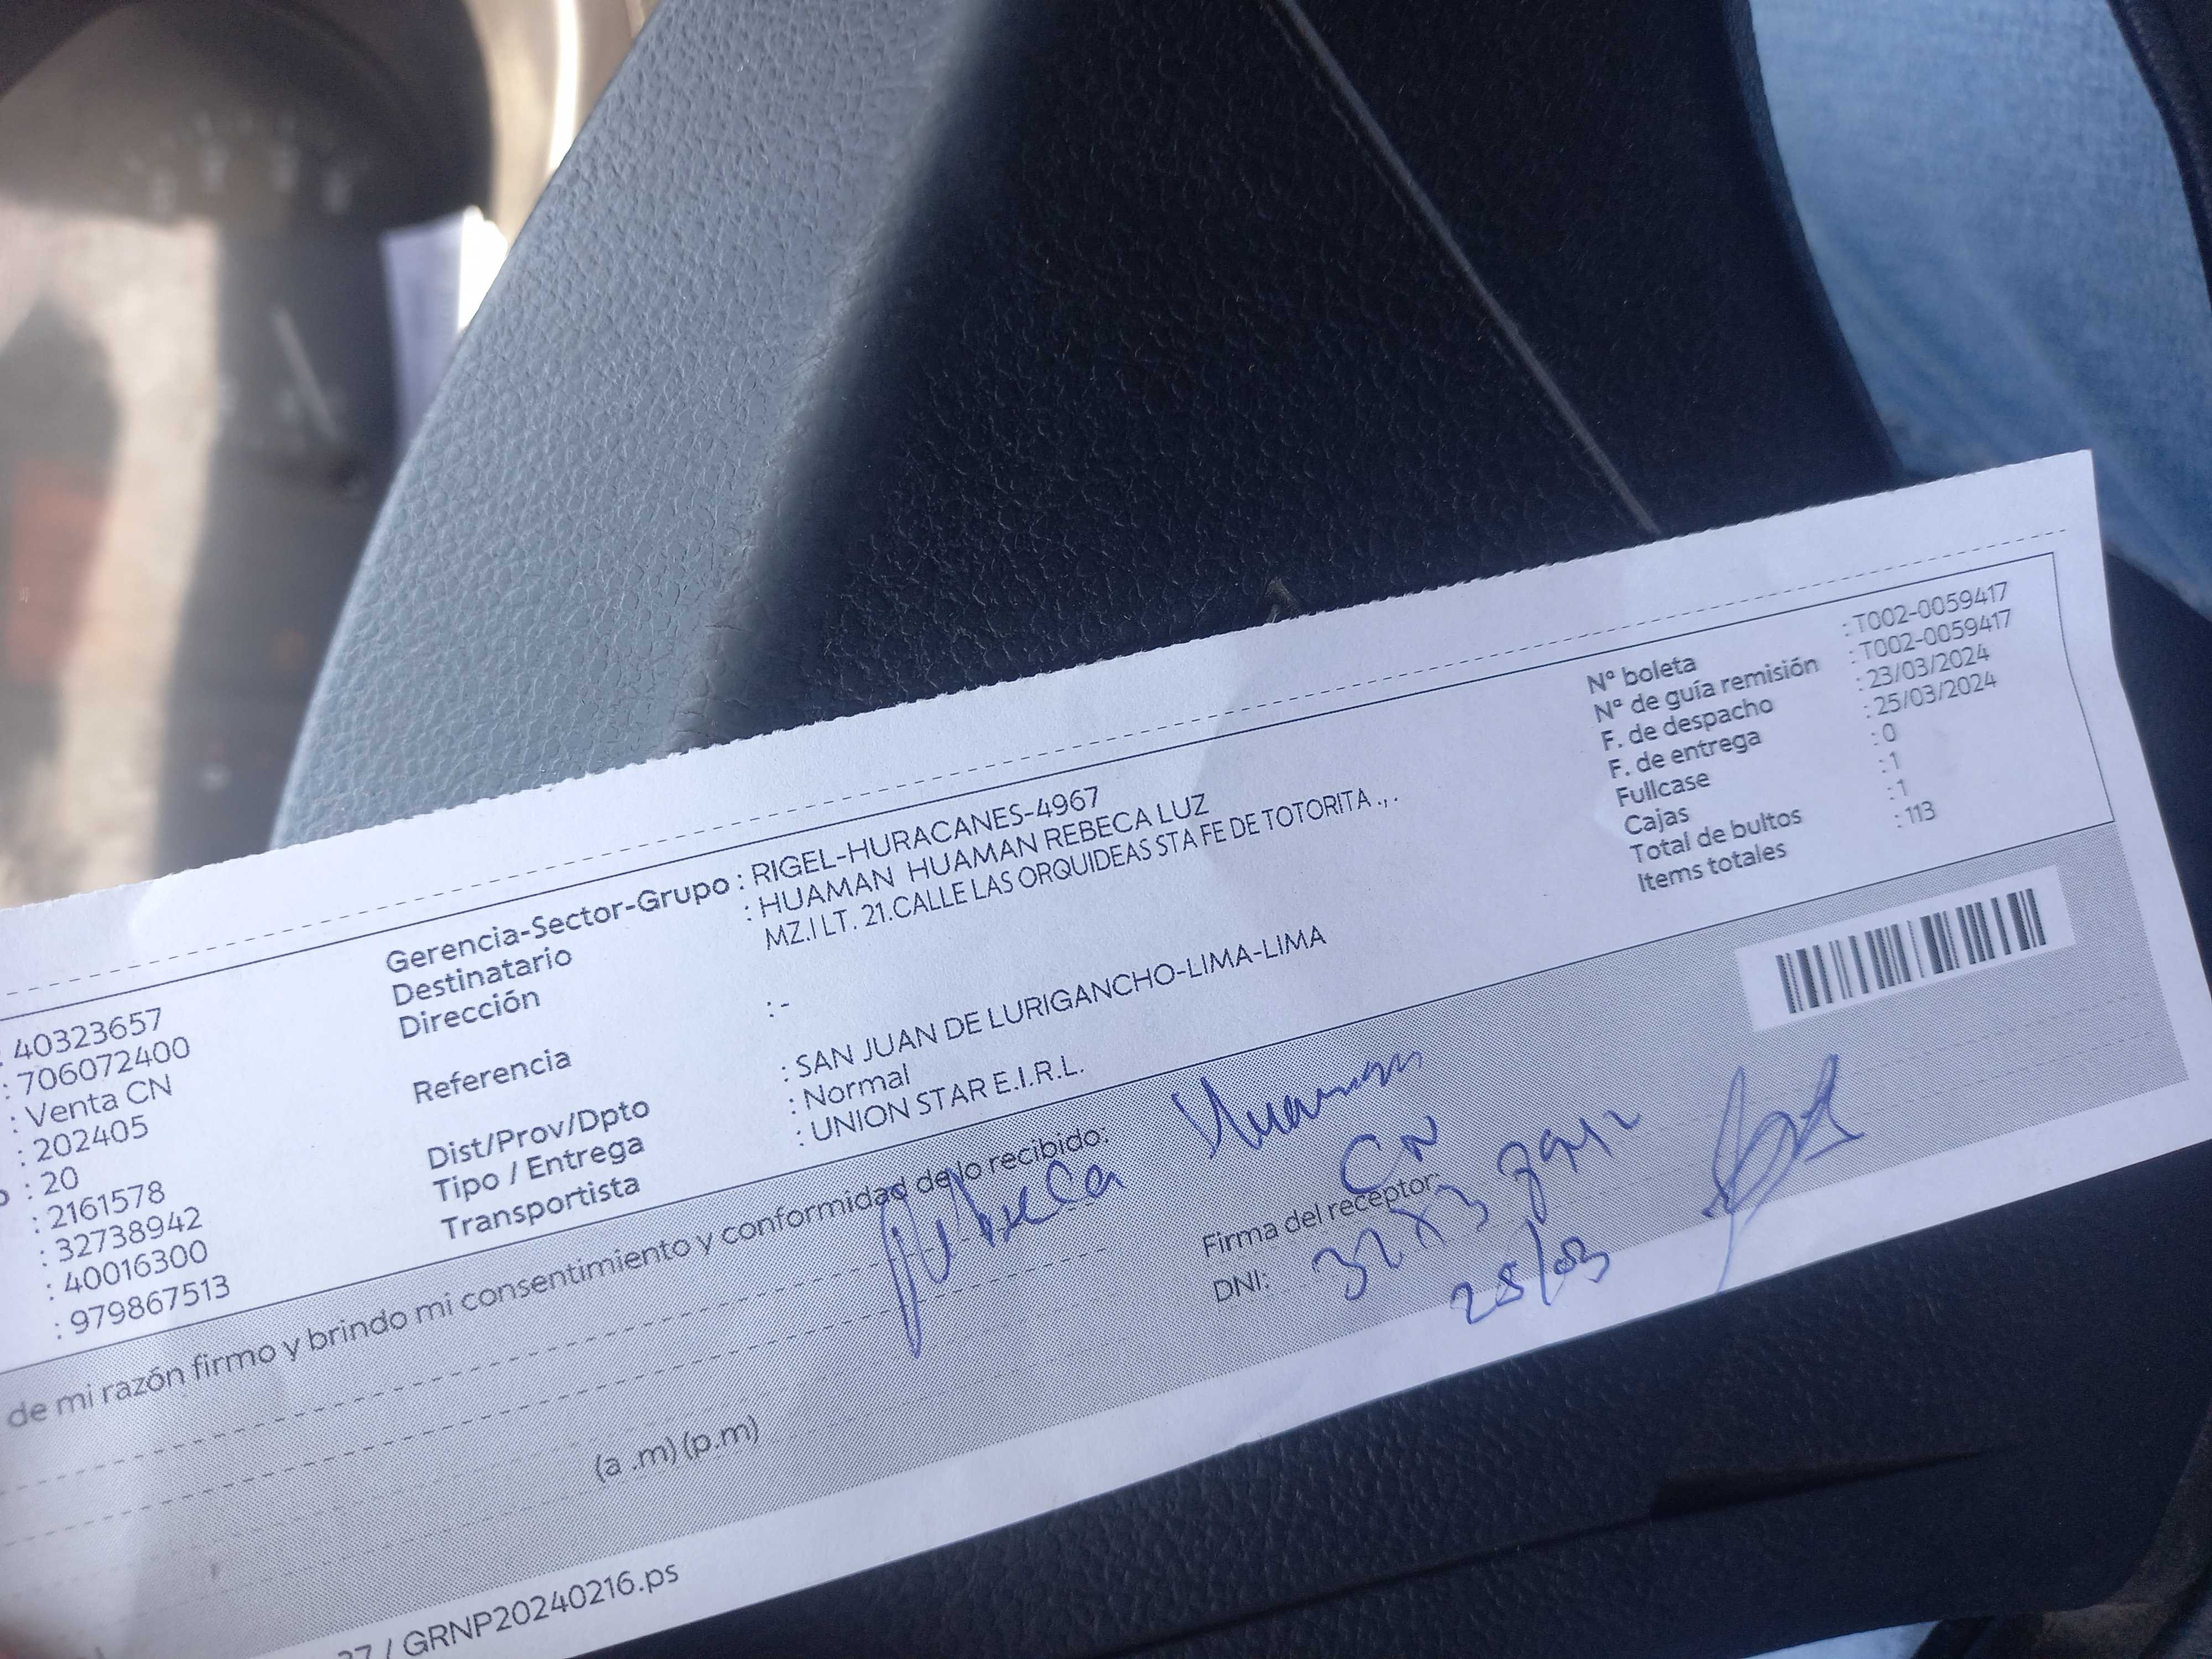 : 40323657
: 706072400
: Venta CN
: 202405
: 20
: 2161578
: 32738942
: 40016300
: 979867513
Gerencia-Sector-Grupo : RIGEL-HURACANES-4967
Destinatario : HUAMAN HUAMAN REBECA LUZ
Dirección MZ.I LT. 21.CALLE LAS ORQUIDEAS STA FE DE TOTORITA .,.
Referencia :-
Dist/Prov/Dpto : SAN JUAN DE LURIGANCHO-LIMA-LIMA
Tipo / Entrega : Normal
Transportista : UNION STAR E.I.R.L.
N° boleta : T002-0059417
N° de guía remisión : T002-0059417
F. de despacho : 23/03/2024
F. de entrega : 25/03/2024
Fullcase : 0
Cajas : 1
Total de bultos : 1
Items totales : 113
de mi razón firmo y brindo mi consentimiento y conformidad de lo recibido:
Rebeca Huaman
CN
Firma del receptor:
DNI:
25/03
(a .m) (p.m)
37 / GRNP20240216.ps